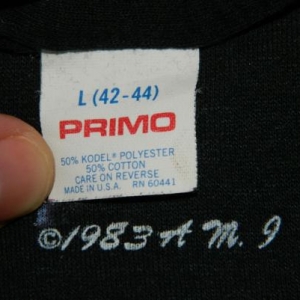 L (42-44)
PRIMO
50% KODEL® POLYESTER
50% COTTON
CARE ON REVERSE
MADE IN U.S.A. RN 60441
©1983 A M. I